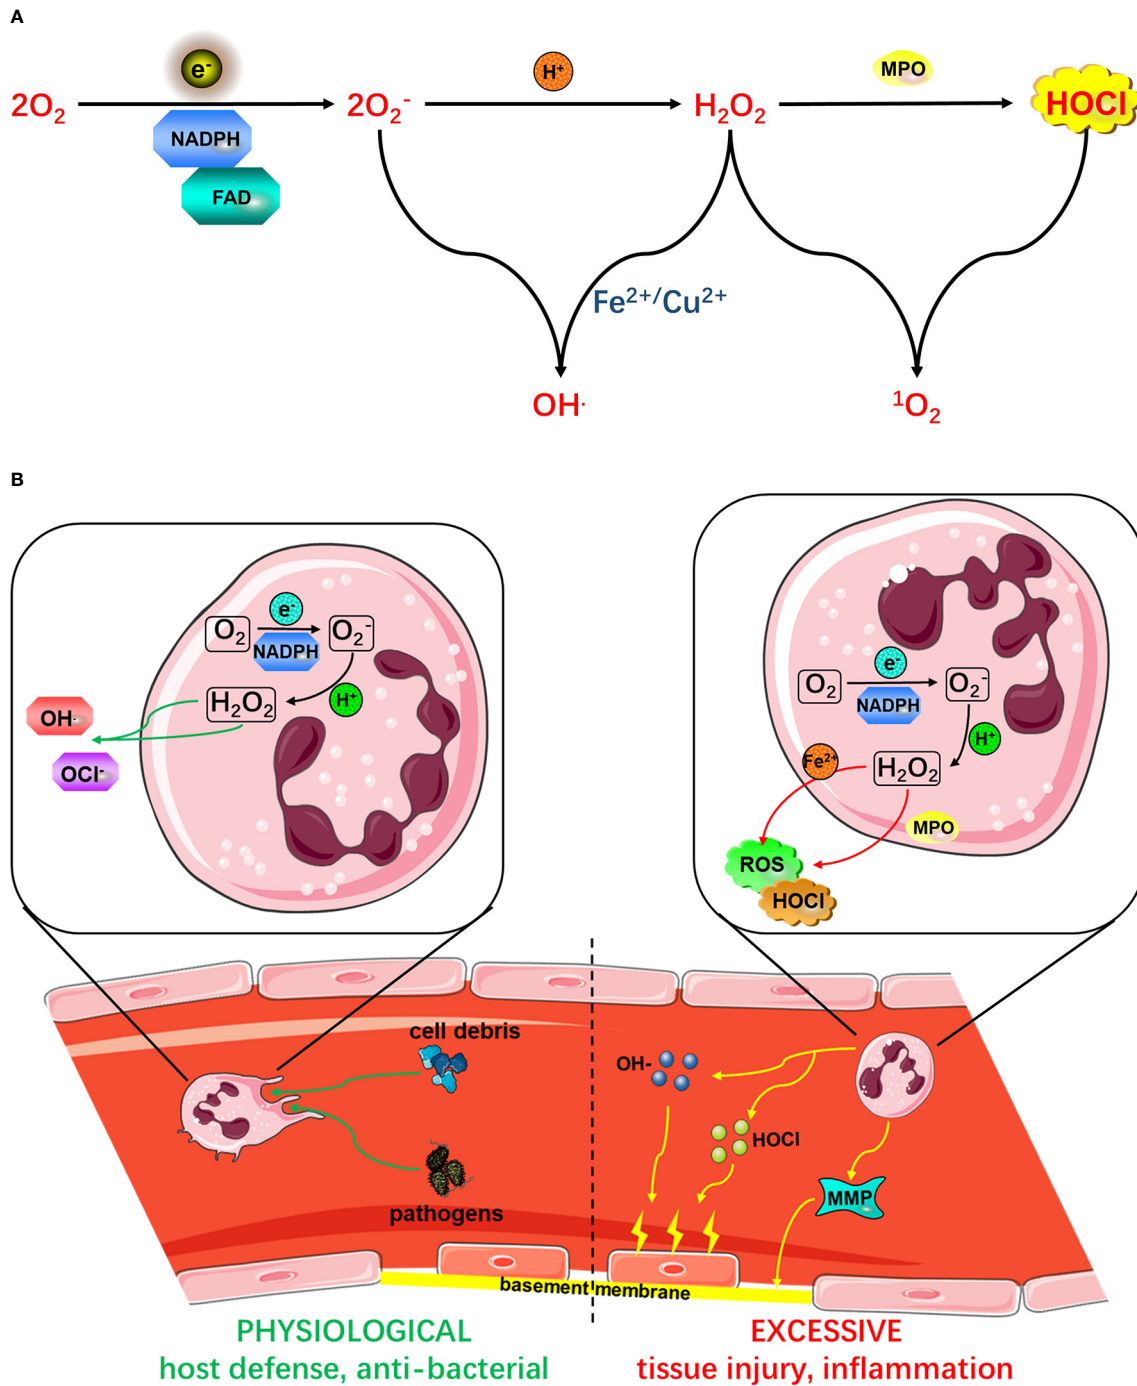 A
e⁻
H⁺
MPO
2O₂
2O₂⁻
H₂O₂
HOCl
NADPH
FAD
Fe²⁺/Cu²⁺
OH·
¹O₂
B
O₂
e⁻
NADPH
O₂⁻
H₂O₂
H⁺
OH·
OCl⁻
O₂
e⁻
NADPH
O₂⁻
H⁺
Fe²⁺
H₂O₂
MPO
ROS
HOCl
cell debris
pathogens
OH-
HOCl
MMP
basement membrane
PHYSIOLOGICAL
host defense, anti-bacterial
EXCESSIVE
tissue injury, inflammation